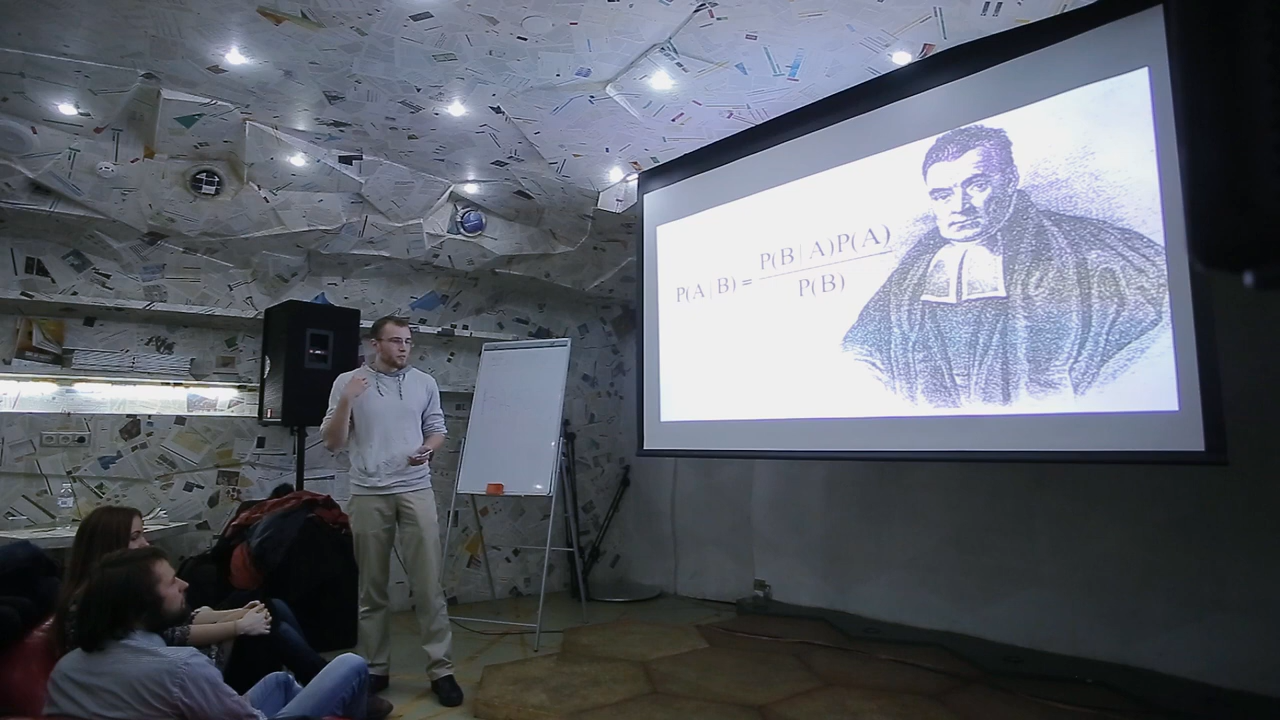 P(A | B) = P(B | A)P(A)
P(B)